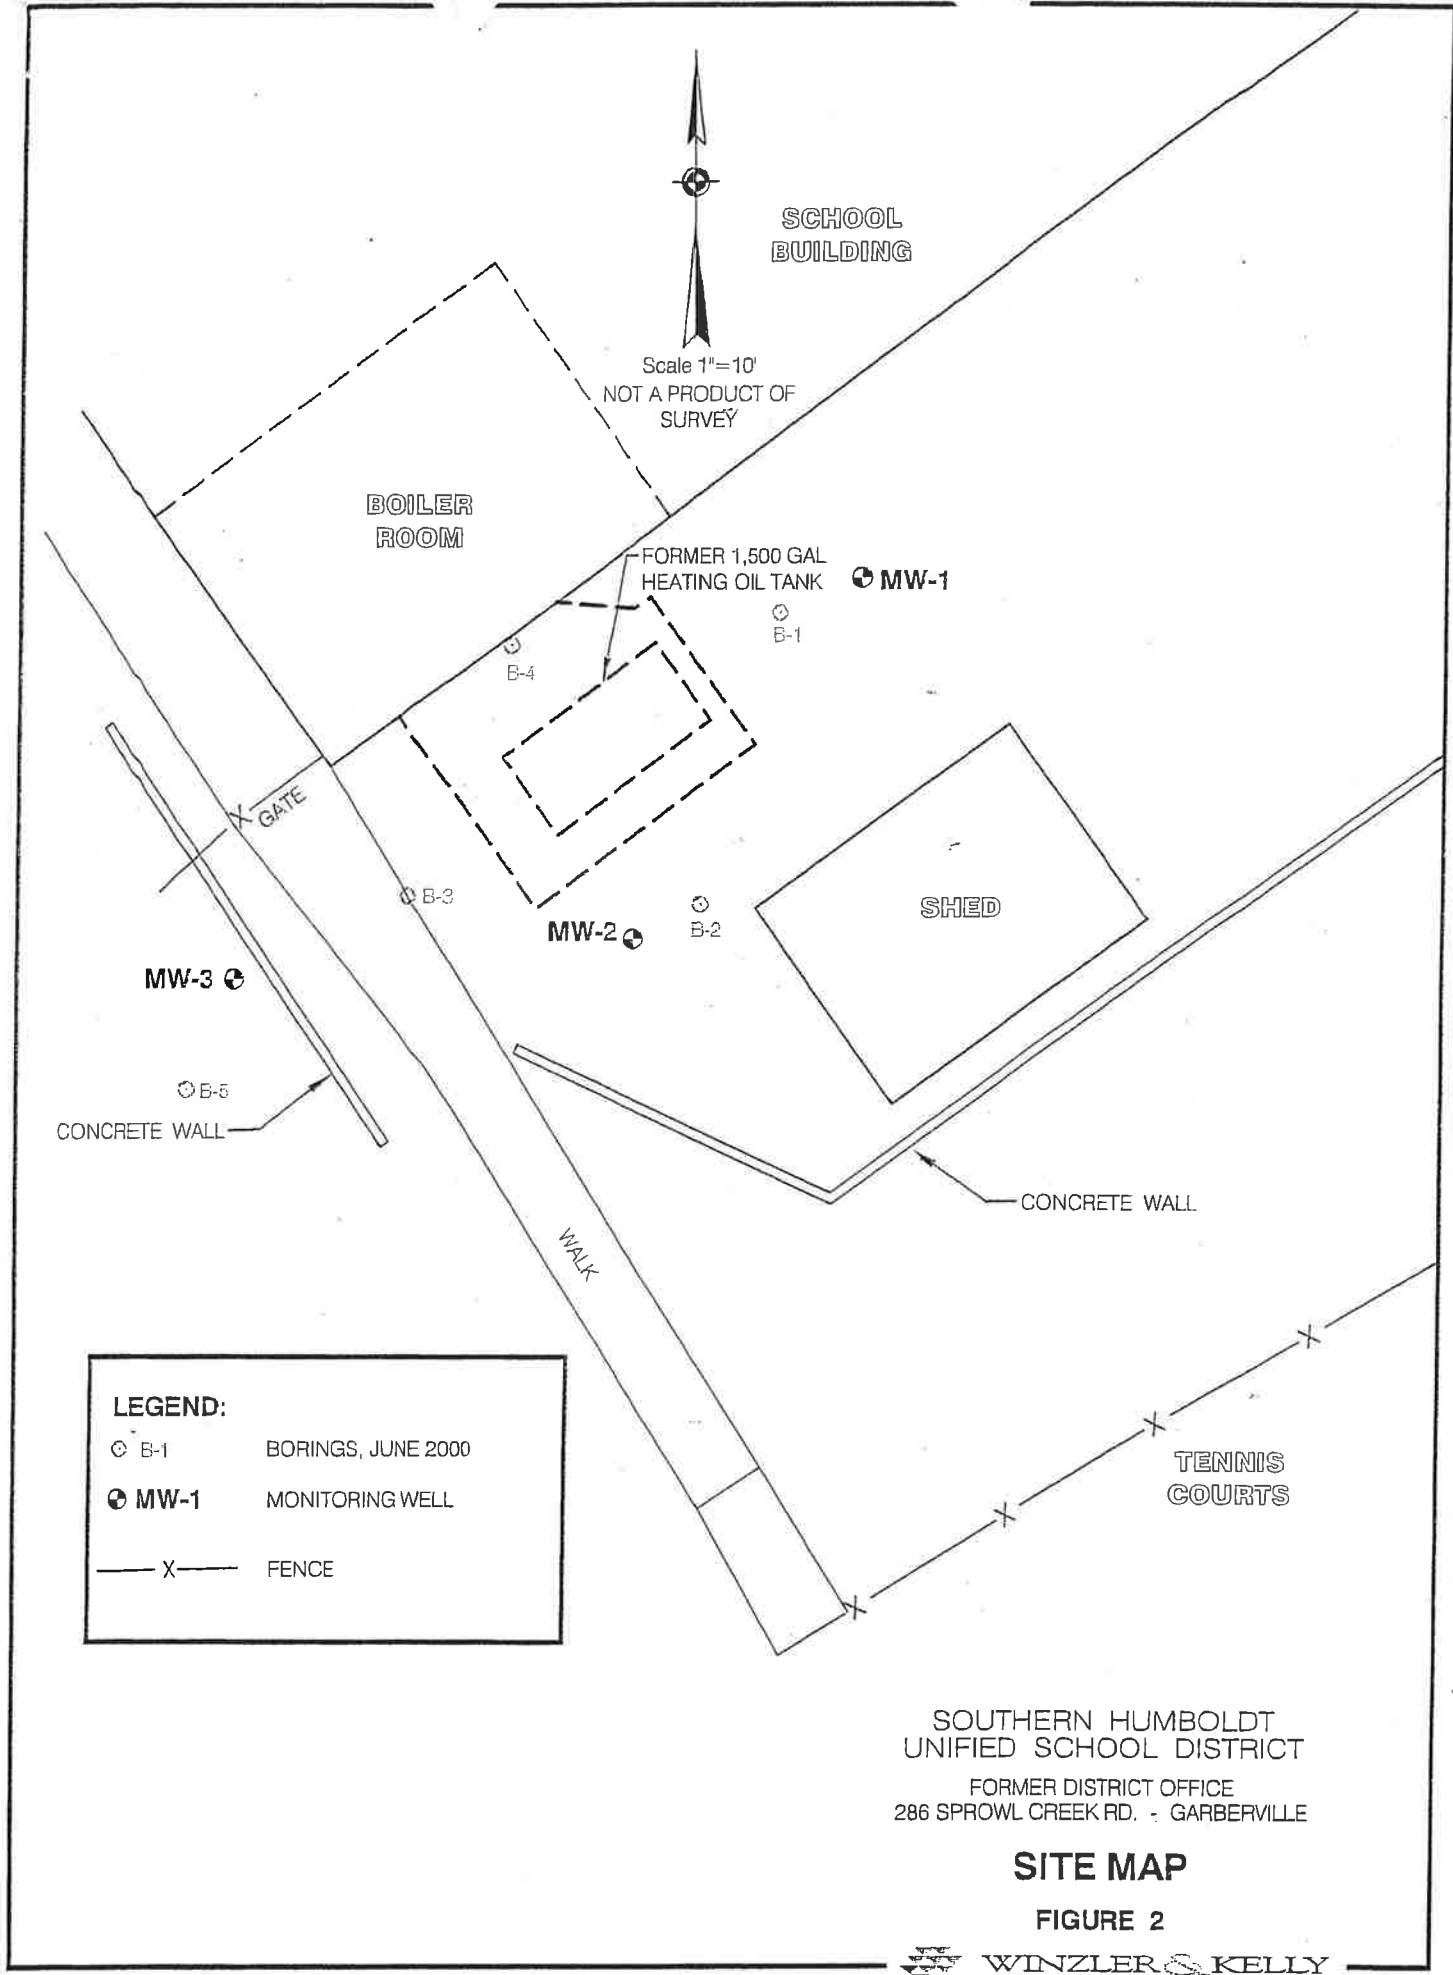 SCHOOL
BUILDING
Scale 1"=10'
NOT A PRODUCT OF
SURVEY
BOILER
ROOM
FORMER 1,500 GAL
HEATING OIL TANK
MW-1
B-1
B-4
GATE
B-3
MW-2
B-2
SHED
MW-3
B-5
CONCRETE WALL
CONCRETE WALL
WALK
LEGEND:
B-1 BORINGS, JUNE 2000
MW-1 MONITORING WELL
X FENCE
TENNIS
COURTS
SOUTHERN HUMBOLDT
UNIFIED SCHOOL DISTRICT
FORMER DISTRICT OFFICE
286 SPROWL CREEK RD. - GARBERVILLE
SITE MAP
FIGURE 2
WINZLER & KELLY